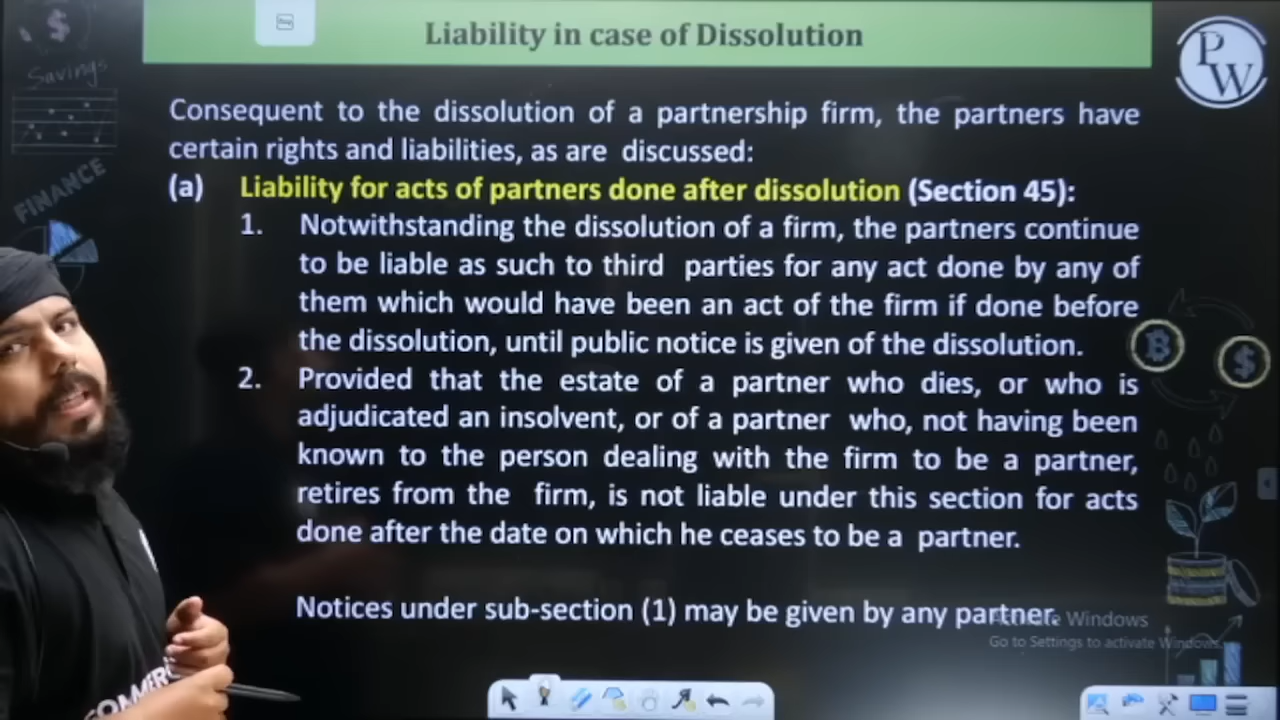 Liability in case of Dissolution
P
W
Savings
FINANCE
Consequent to the dissolution of a partnership firm, the partners have
certain rights and liabilities, as are discussed:
(a) Liability for acts of partners done after dissolution (Section 45):
1. Notwithstanding the dissolution of a firm, the partners continue
to be liable as such to third parties for any act done by any of
them which would have been an act of the firm if done before
the dissolution, until public notice is given of the dissolution.
2. Provided that the estate of a partner who dies, or who is
adjudicated an insolvent, or of a partner who, not having been
known to the person dealing with the firm to be a partner,
retires from the firm, is not liable under this section for acts
done after the date on which he ceases to be a partner.
Notices under sub-section (1) may be given by any partner.
Activate Windows
Go to Settings to activate Windows.